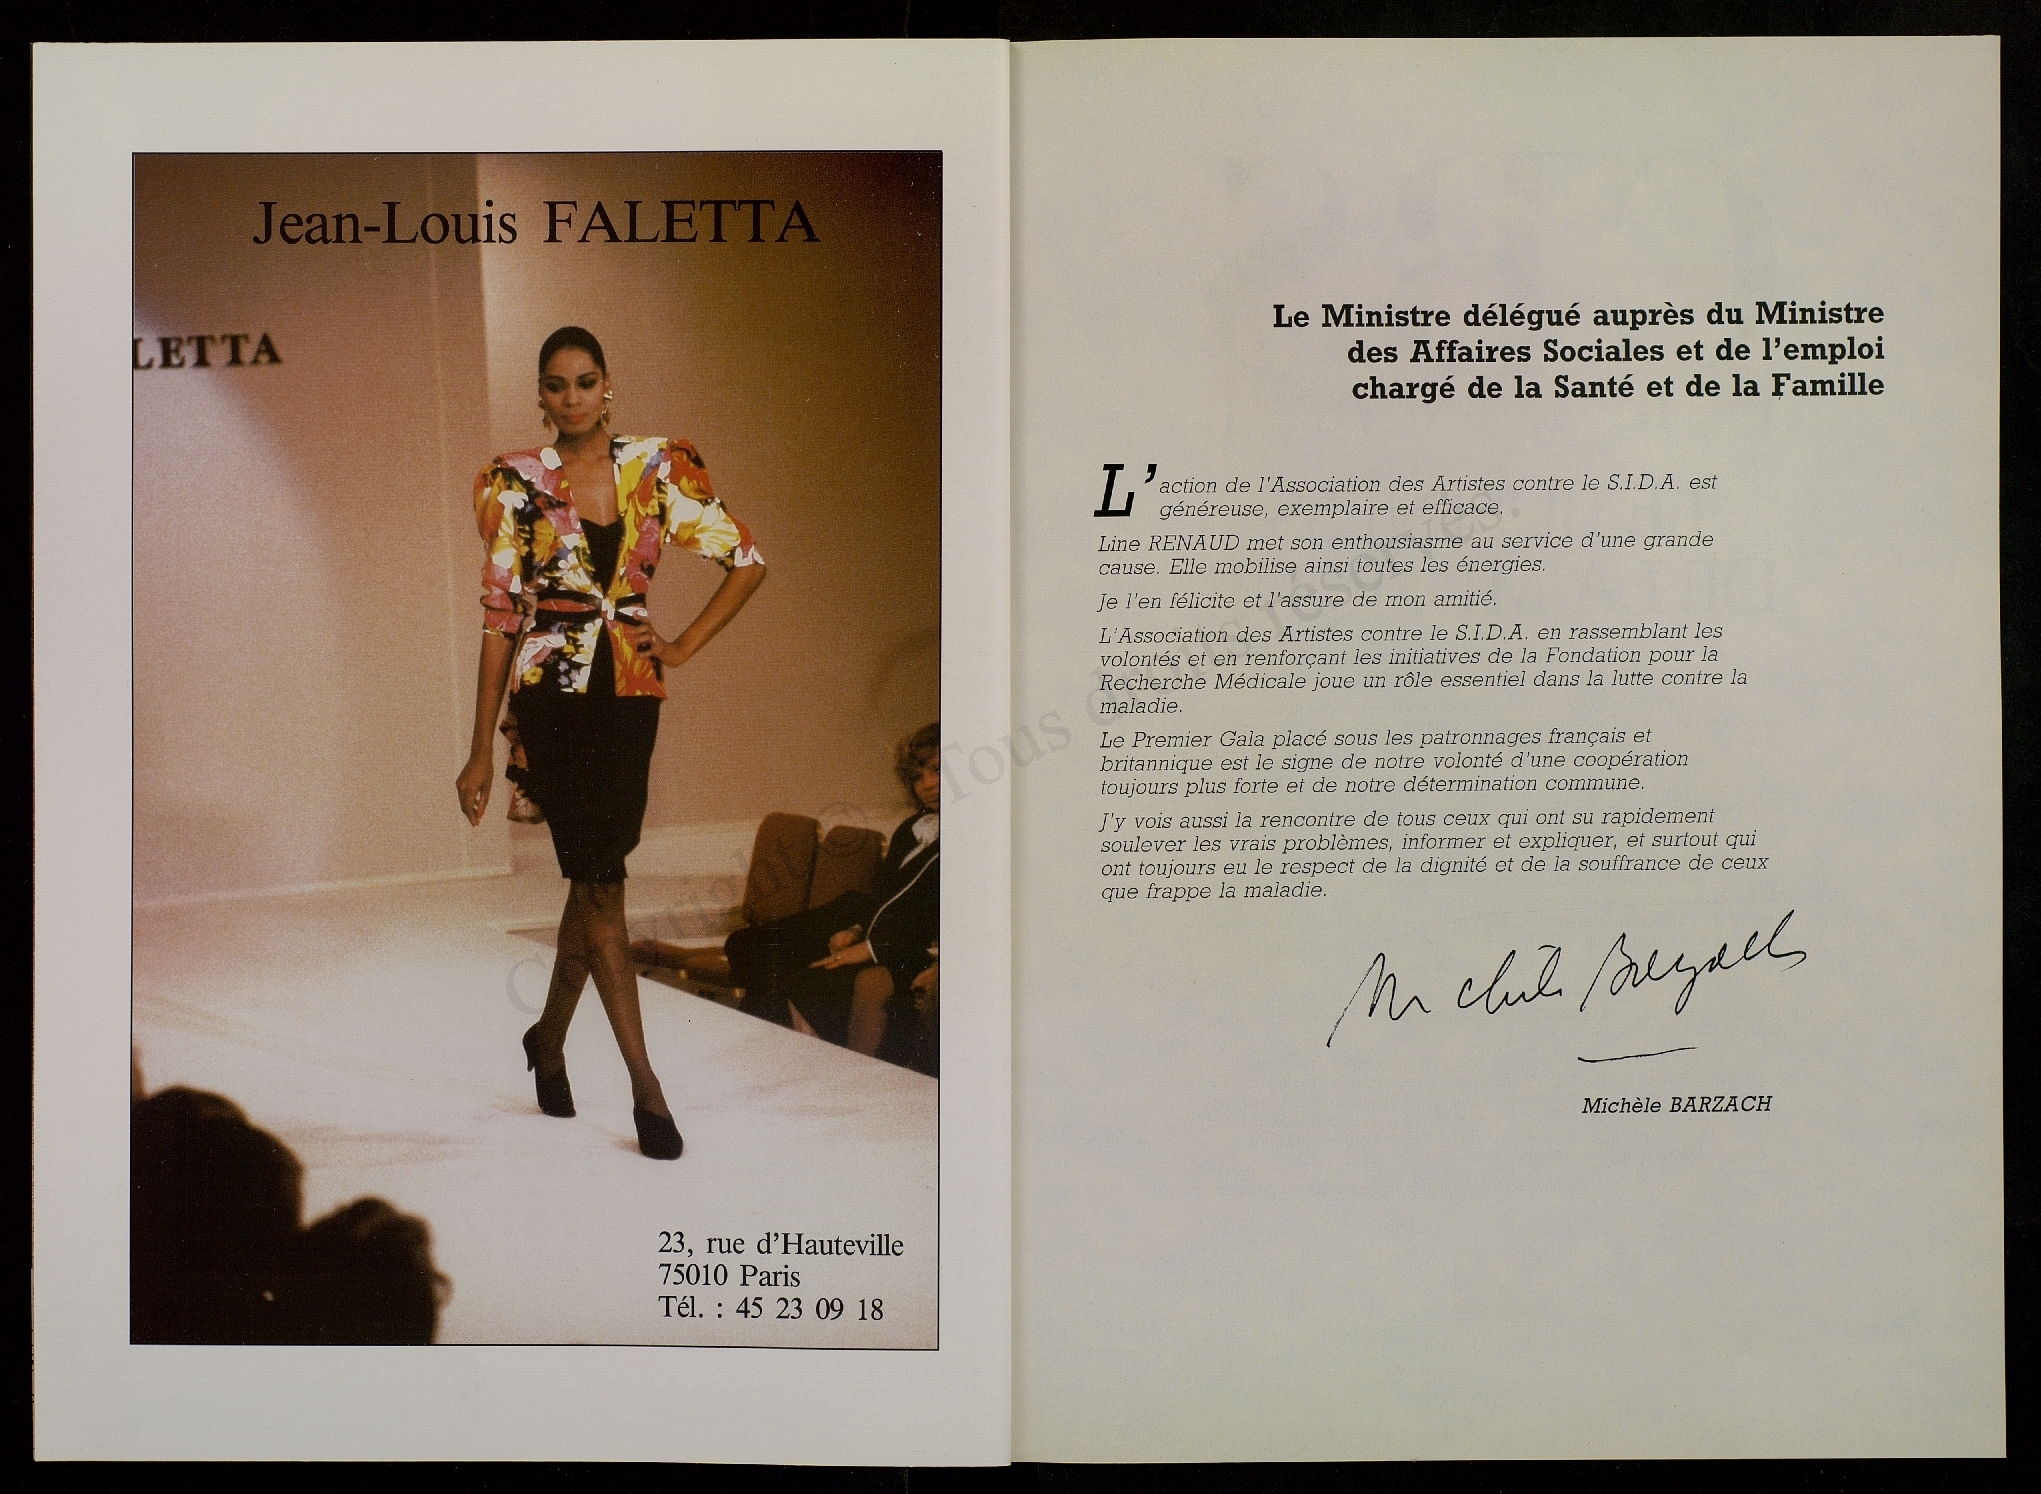 Jean-Louis FALETTA
LETTA
23, rue d'Hauteville
75010 Paris
Tél. : 45 23 09 18
Le Ministre délégué auprès du Ministre
des Affaires Sociales et de l'emploi
chargé de la Santé et de la Famille
L'action de l'Association des Artistes contre le S.I.D.A. est
généreuse, exemplaire et efficace.
Line RENAUD met son enthousiasme au service d'une grande
cause. Elle mobilise ainsi toutes les énergies.
Je l'en félicite et l'assure de mon amitié.
L'Association des Artistes contre le S.I.D.A. en rassemblant les
volontés et en renforçant les initiatives de la Fondation pour la
Recherche Médicale joue un rôle essentiel dans la lutte contre la
maladie.
Le Premier Gala placé sous les patronnages français et
britannique est le signe de notre volonté d'une coopération
toujours plus forte et de notre détermination commune.
J'y vois aussi la rencontre de tous ceux qui ont su rapidement
soulever les vrais problèmes, informer et expliquer, et surtout qui
ont toujours eu le respect de la dignité et de la souffrance de ceux
que frappe la maladie.
Michèle Barzach
Michèle BARZACH
Copyright © Tous droits réservés.